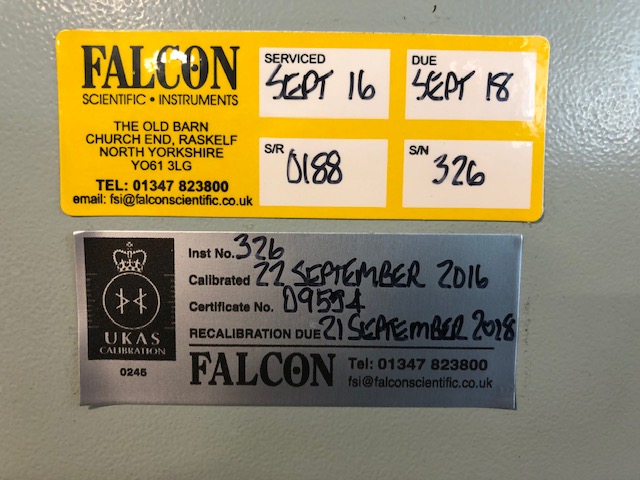 FALCON
SCIENTIFIC • INSTRUMENTS
THE OLD BARN
CHURCH END, RASKELF
NORTH YORKSHIRE
YO61 3LG
TEL: 01347 823800
email: fsi@falconscientific.co.uk
SERVICED
SEPT 16
DUE
SEPT 18
S/R
0188
S/N
326
UKAS
CALIBRATION
0245
Inst No. 326
Calibrated 22 SEPTEMBER 2016
Certificate No. 09594
RECALIBRATION DUE 21 SEPTEMBER 2018
FALCON
Tel: 01347 823800
fsi@falconscientific.co.uk